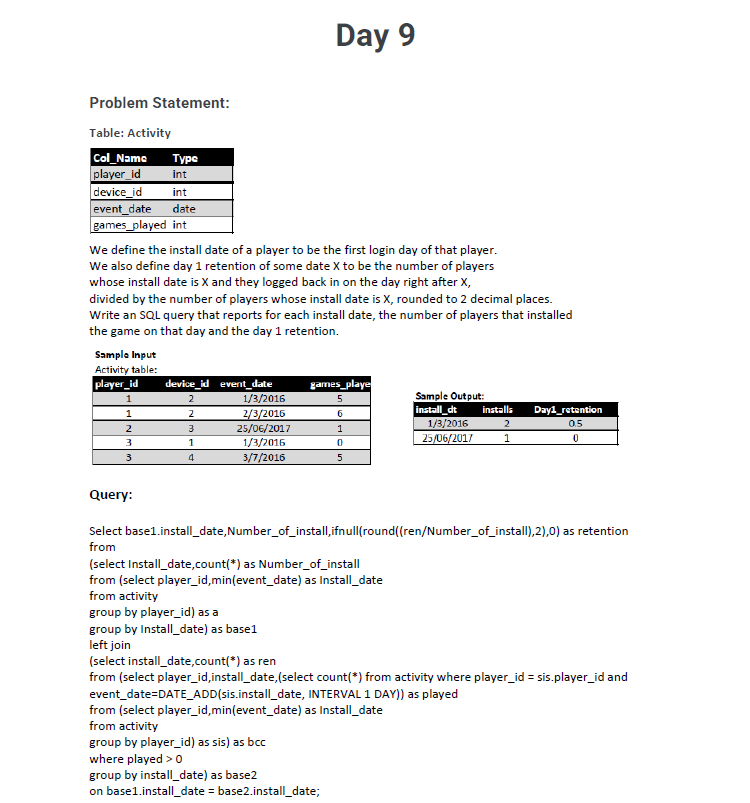 Day 9
Problem Statement:
Table: Activity
Col_Name Type
player_id int
device_id int
event_date date
games_played int
We define the install date of a player to be the first login day of that player.
We also define day 1 retention of some date X to be the number of players
whose install date is X and they logged back in on the day right after X,
divided by the number of players whose install date is X, rounded to 2 decimal places.
Write an SQL query that reports for each install date, the number of players that installed
the game on that day and the day 1 retention.
Sample Input
Activity table:
player_id device_id event_date games_playe
1 2 1/3/2016 5
1 2 2/3/2016 6
2 3 25/06/2017 1
3 1 1/3/2016 0
3 4 3/7/2016 5
Sample Output:
install_dt installs Day1_retention
1/3/2016 2 0.5
25/06/2017 1 0
Query:
Select base1.install_date,Number_of_install,ifnull(round((ren/Number_of_install),2),0) as retention
from
(select Install_date,count(*) as Number_of_install
from (select player_id,min(event_date) as Install_date
from activity
group by player_id) as a
group by Install_date) as base1
left join
(select install_date,count(*) as ren
from (select player_id,install_date,(select count(*) from activity where player_id = sis.player_id and
event_date=DATE_ADD(sis.install_date, INTERVAL 1 DAY)) as played
from (select player_id,min(event_date) as Install_date
from activity
group by player_id) as sis) as bcc
where played > 0
group by install_date) as base2
on base1.install_date = base2.install_date;